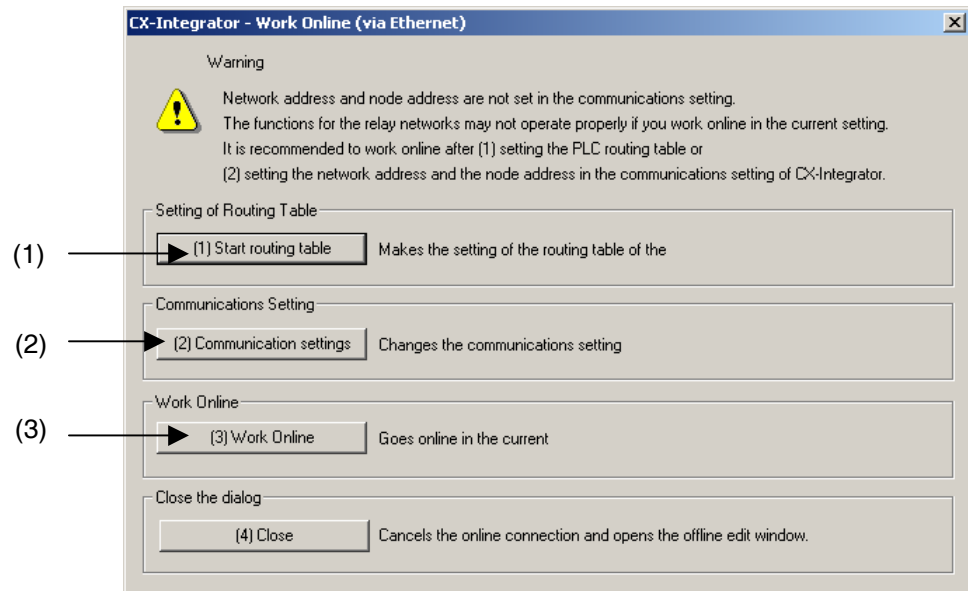 CX-Integrator - Work Online (via Ethernet)
Warning
Network address and node address are not set in the communications setting.
The functions for the relay networks may not operate properly if you work online in the current setting.
It is recommended to work online after (1) setting the PLC routing table or
(2) setting the network address and the node address in the communications setting of CX-Integrator.
Setting of Routing Table
(1) (1) Start routing table Makes the setting of the routing table of the
Communications Setting
(2) (2) Communication settings Changes the communications setting
Work Online
(3) (3) Work Online Goes online in the current
Close the dialog
(4) Close Cancels the online connection and opens the offline edit window.